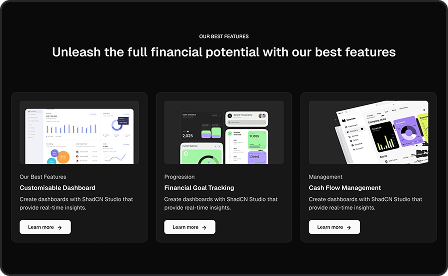 OUR BEST FEATURES
Unleash the full financial potential with our best features
Our Best Features
Customisable Dashboard
Create dashboards with ShadCN Studio that
provide real-time insights.
Learn more →
Progression
Financial Goal Tracking
Create dashboards with ShadCN Studio that
provide real-time insights.
Learn more →
Management
Cash Flow Management
Create dashboards with ShadCN Studio that
provide real-time insights.
Learn more →